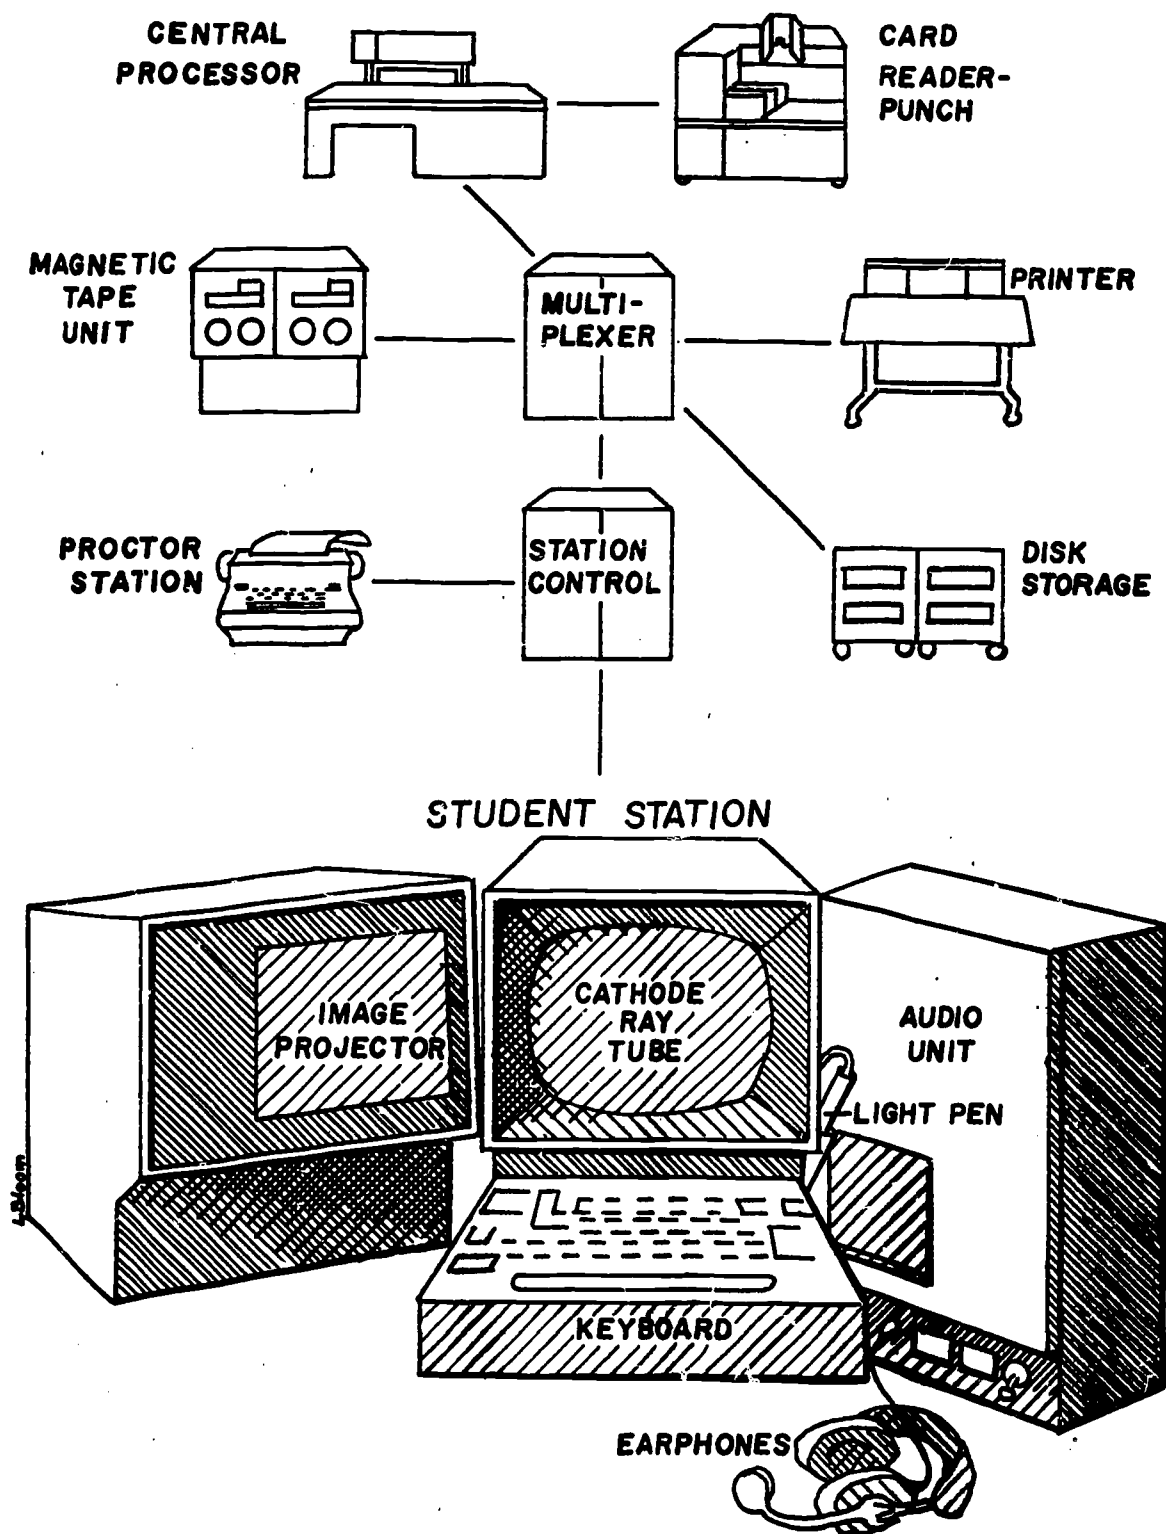 CENTRAL
PROCESSOR
CARD
READER-
PUNCH
MAGNETIC
TAPE
UNIT
MULTI-
PLEXER
PRINTER
PROCTOR
STATION
STATION
CONTROL
DISK
STORAGE
STUDENT STATION
IMAGE
PROJECTOR
CATHODE
RAY
TUBE
AUDIO
UNIT
LIGHT PEN
KEYBOARD
EARPHONES